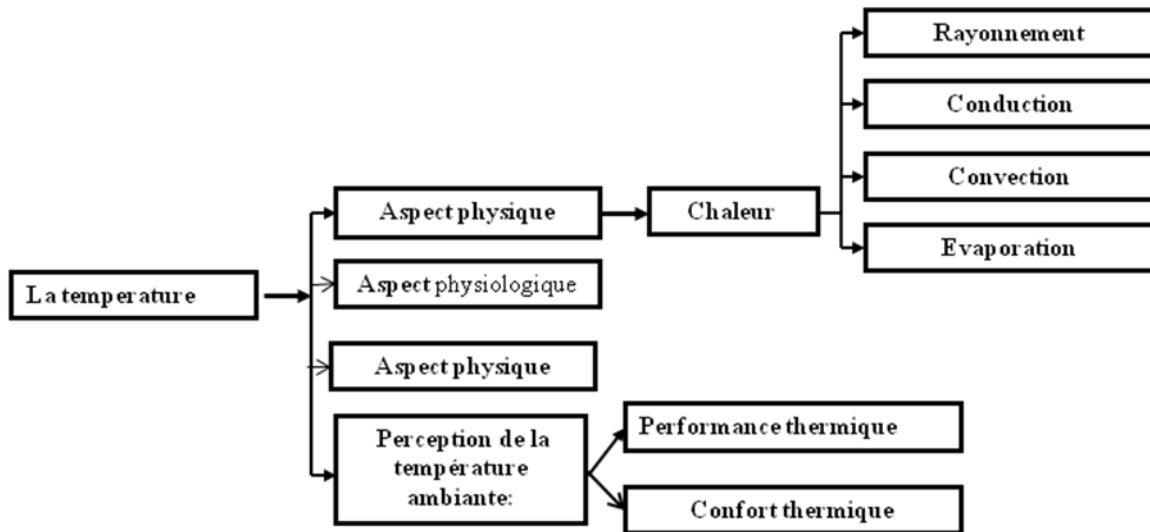 Rayonnement
Conduction
Convection
Evaporation
Aspect physique
Chaleur
Aspect physiologique
La temperature
Aspect physique
Perception de la
température
ambiante:
Performance thermique
Confort thermique